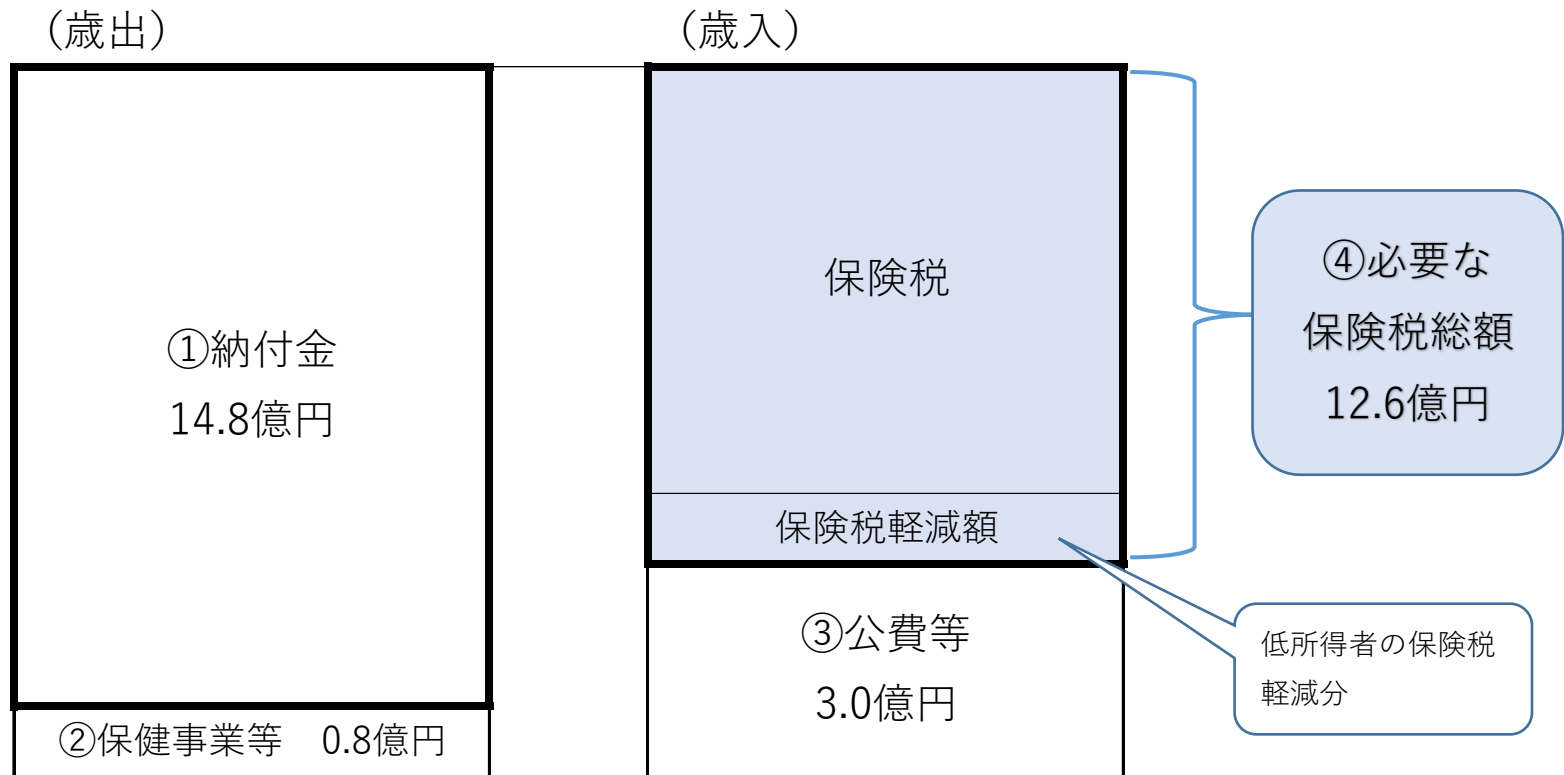 （歳出）
（歳入）
①納付金
14.8億円
②保健事業等　0.8億円
保険税
保険税軽減額
③公費等
3.0億円
④必要な
保険税総額
12.6億円
低所得者の保険税
軽減分